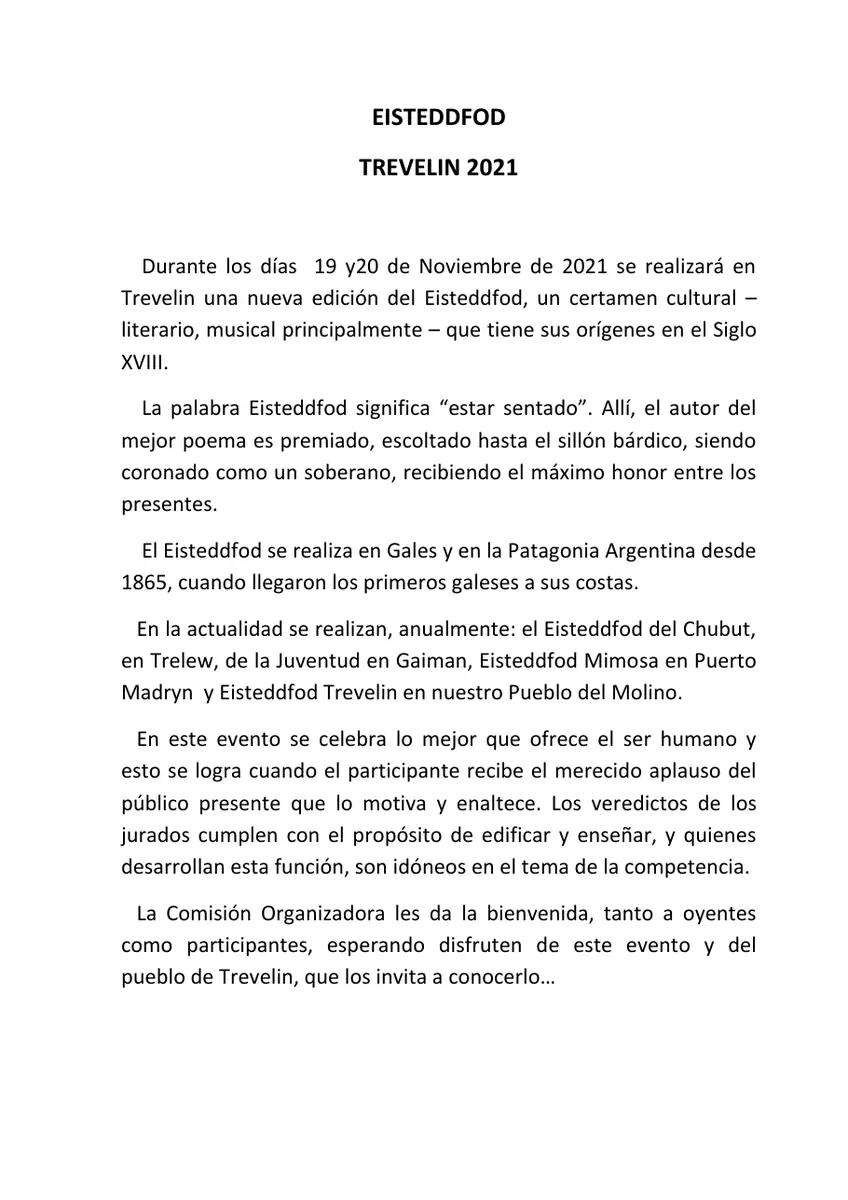 EISTEDDFOD
TREVELIN 2021
Durante los días 19 y20 de Noviembre de 2021 se realizará en
Trevelin una nueva edición del Eisteddfod, un certamen cultural –
literario, musical principalmente – que tiene sus orígenes en el Siglo
XVIII.
La palabra Eisteddfod significa “estar sentado”. Allí, el autor del
mejor poema es premiado, escoltado hasta el sillón bárdico, siendo
coronado como un soberano, recibiendo el máximo honor entre los
presentes.
El Eisteddfod se realiza en Gales y en la Patagonia Argentina desde
1865, cuando llegaron los primeros galeses a sus costas.
En la actualidad se realizan, anualmente: el Eisteddfod del Chubut,
en Trelew, de la Juventud en Gaiman, Eisteddfod Mimosa en Puerto
Madryn y Eisteddfod Trevelin en nuestro Pueblo del Molino.
En este evento se celebra lo mejor que ofrece el ser humano y
esto se logra cuando el participante recibe el merecido aplauso del
público presente que lo motiva y enaltece. Los veredictos de los
jurados cumplen con el propósito de edificar y enseñar, y quienes
desarrollan esta función, son idóneos en el tema de la competencia.
La Comisión Organizadora les da la bienvenida, tanto a oyentes
como participantes, esperando disfruten de este evento y del
pueblo de Trevelin, que los invita a conocerlo…